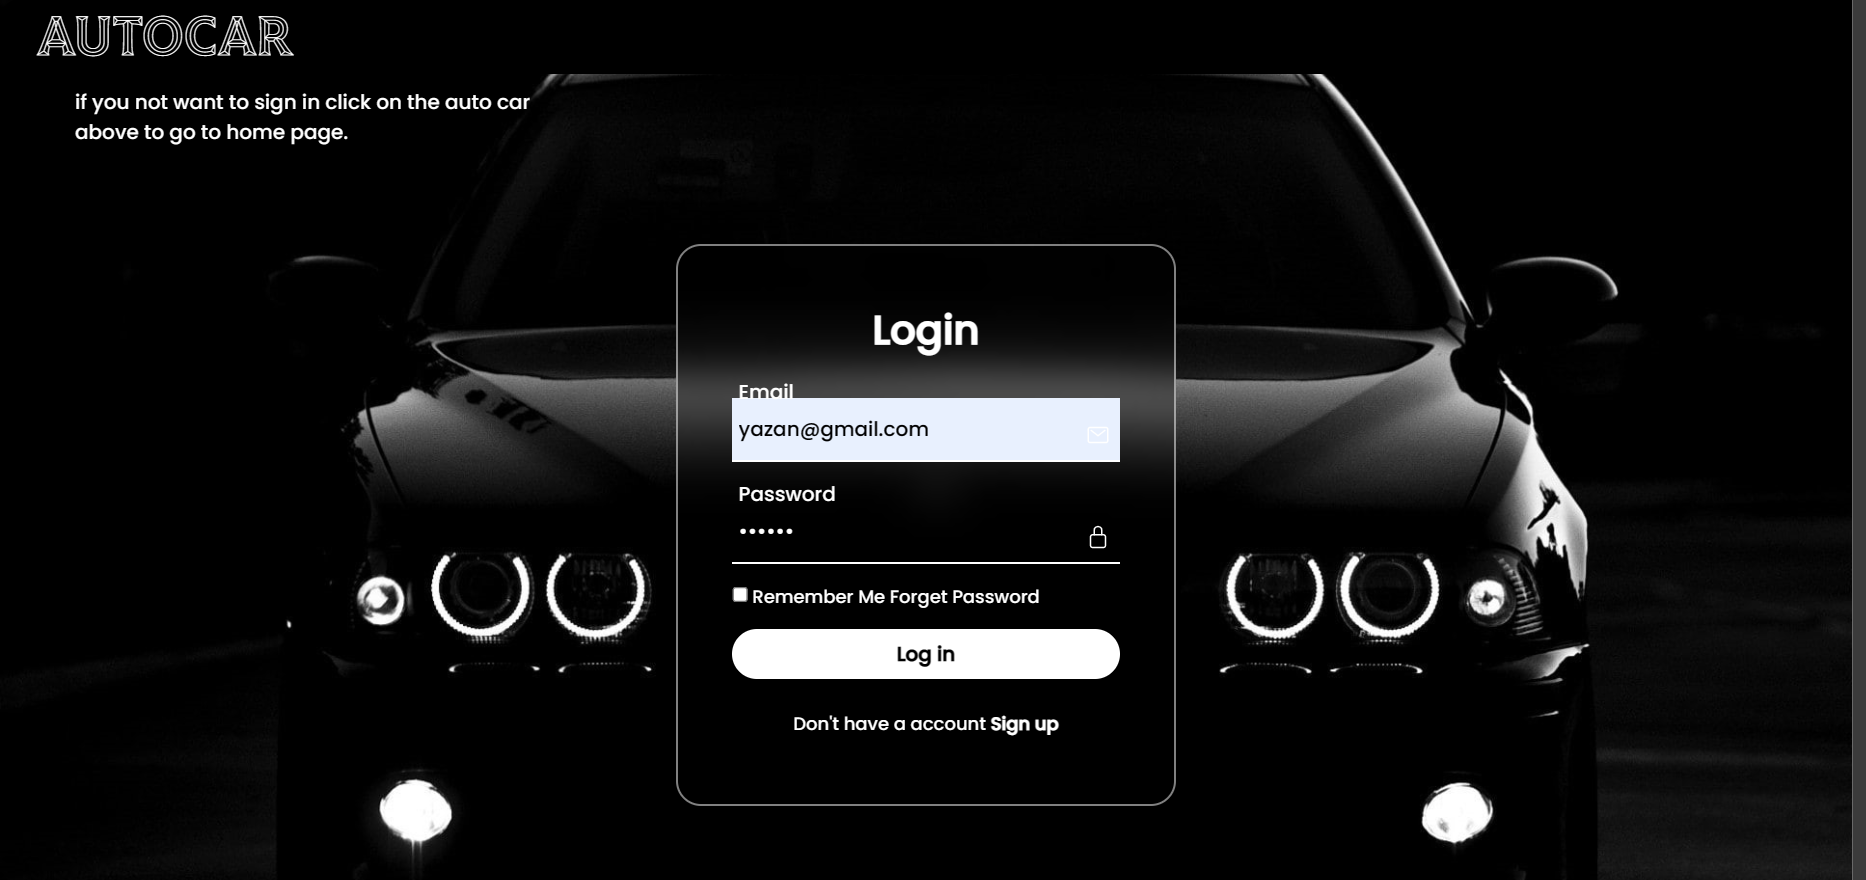 AUTOCAR
if you not want to sign in click on the auto car
above to go to home page.
Login
Email
yazan@gmail.com
Password
••••••
Remember Me Forget Password
Log in
Don't have a account Sign up